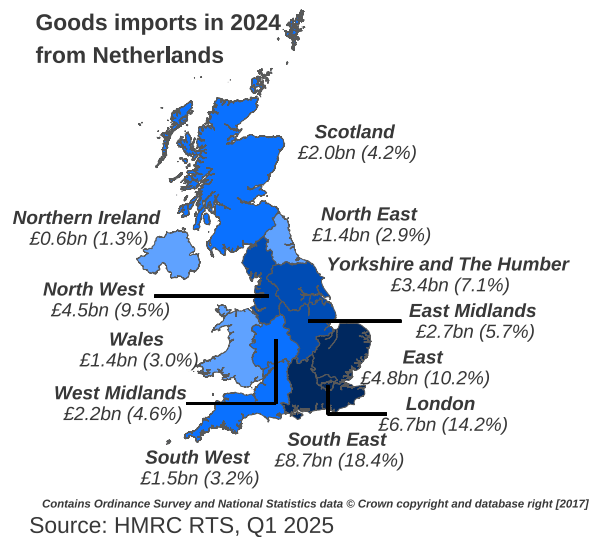 Goods imports in 2024
from Netherlands
Scotland
£2.0bn (4.2%)
Northern Ireland
£0.6bn (1.3%)
North East
£1.4bn (2.9%)
Yorkshire and The Humber
£3.4bn (7.1%)
North West
£4.5bn (9.5%)
East Midlands
£2.7bn (5.7%)
Wales
£1.4bn (3.0%)
East
£4.8bn (10.2%)
West Midlands
£2.2bn (4.6%)
London
£6.7bn (14.2%)
South East
£8.7bn (18.4%)
South West
£1.5bn (3.2%)
Contains Ordinance Survey and National Statistics data © Crown copyright and database right [2017]
Source: HMRC RTS, Q1 2025